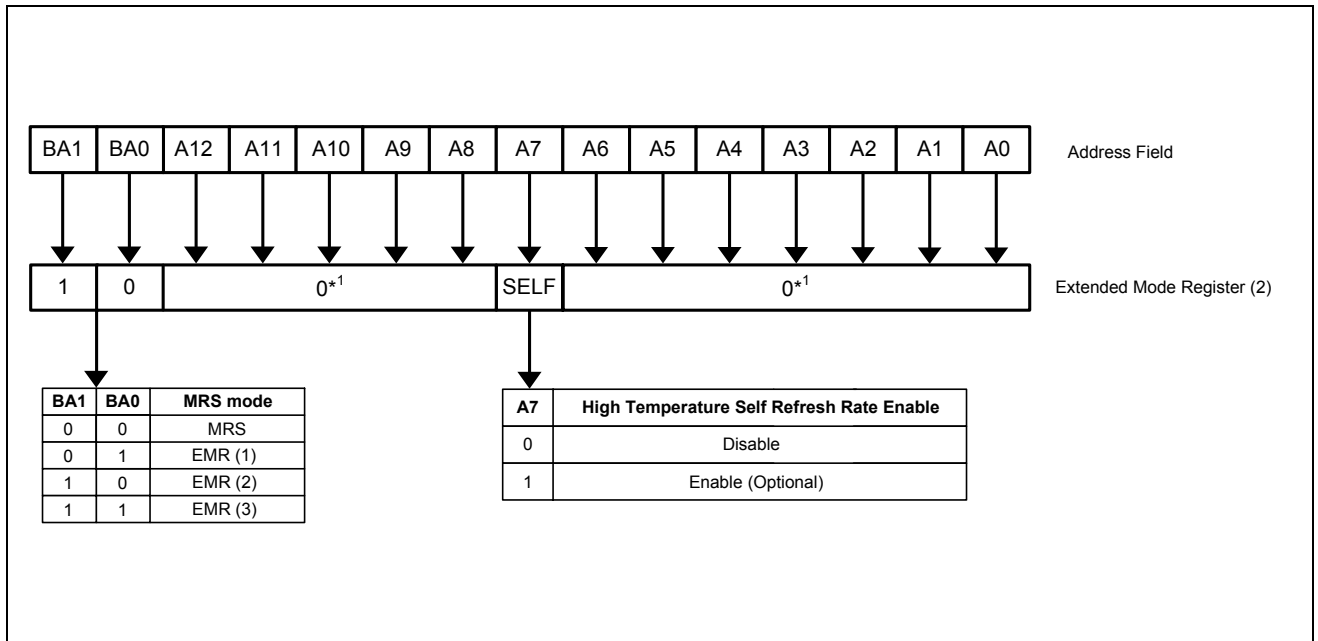 BA1 BA0 A12 A11 A10 A9 A8 A7 A6 A5 A4 A3 A2 A1 A0 Address Field
1 0 0*1 SELF 0*1 Extended Mode Register (2)
BA1 BA0 MRS mode
0 0 MRS
0 1 EMR (1)
1 0 EMR (2)
1 1 EMR (3)
A7 High Temperature Self Refresh Rate Enable
0 Disable
1 Enable (Optional)